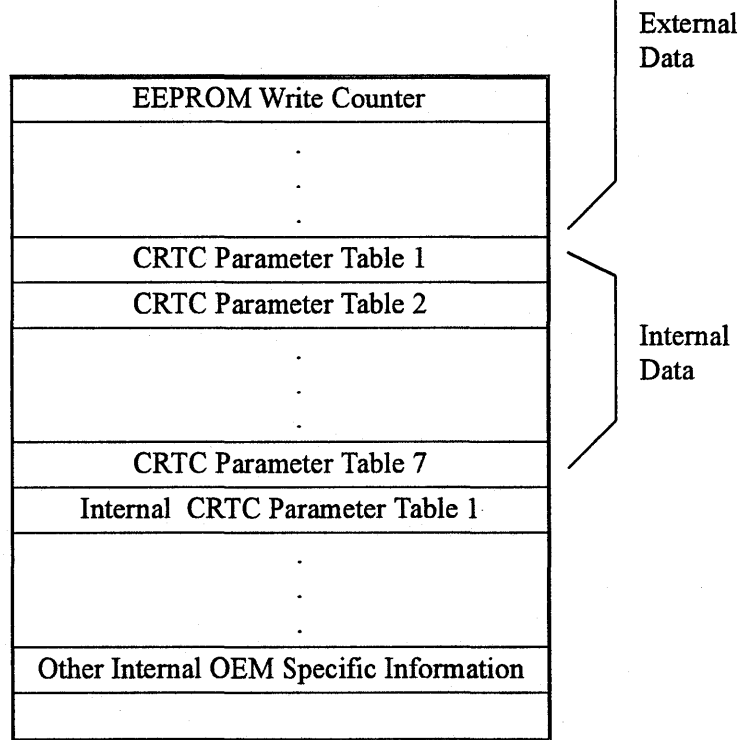 External
Data
EEPROM Write Counter
.
.
.
CRTC Parameter Table 1
CRTC Parameter Table 2
.
.
.
Internal
Data
CRTC Parameter Table 7
Internal CRTC Parameter Table 1
.
.
.
Other Internal OEM Specific Information